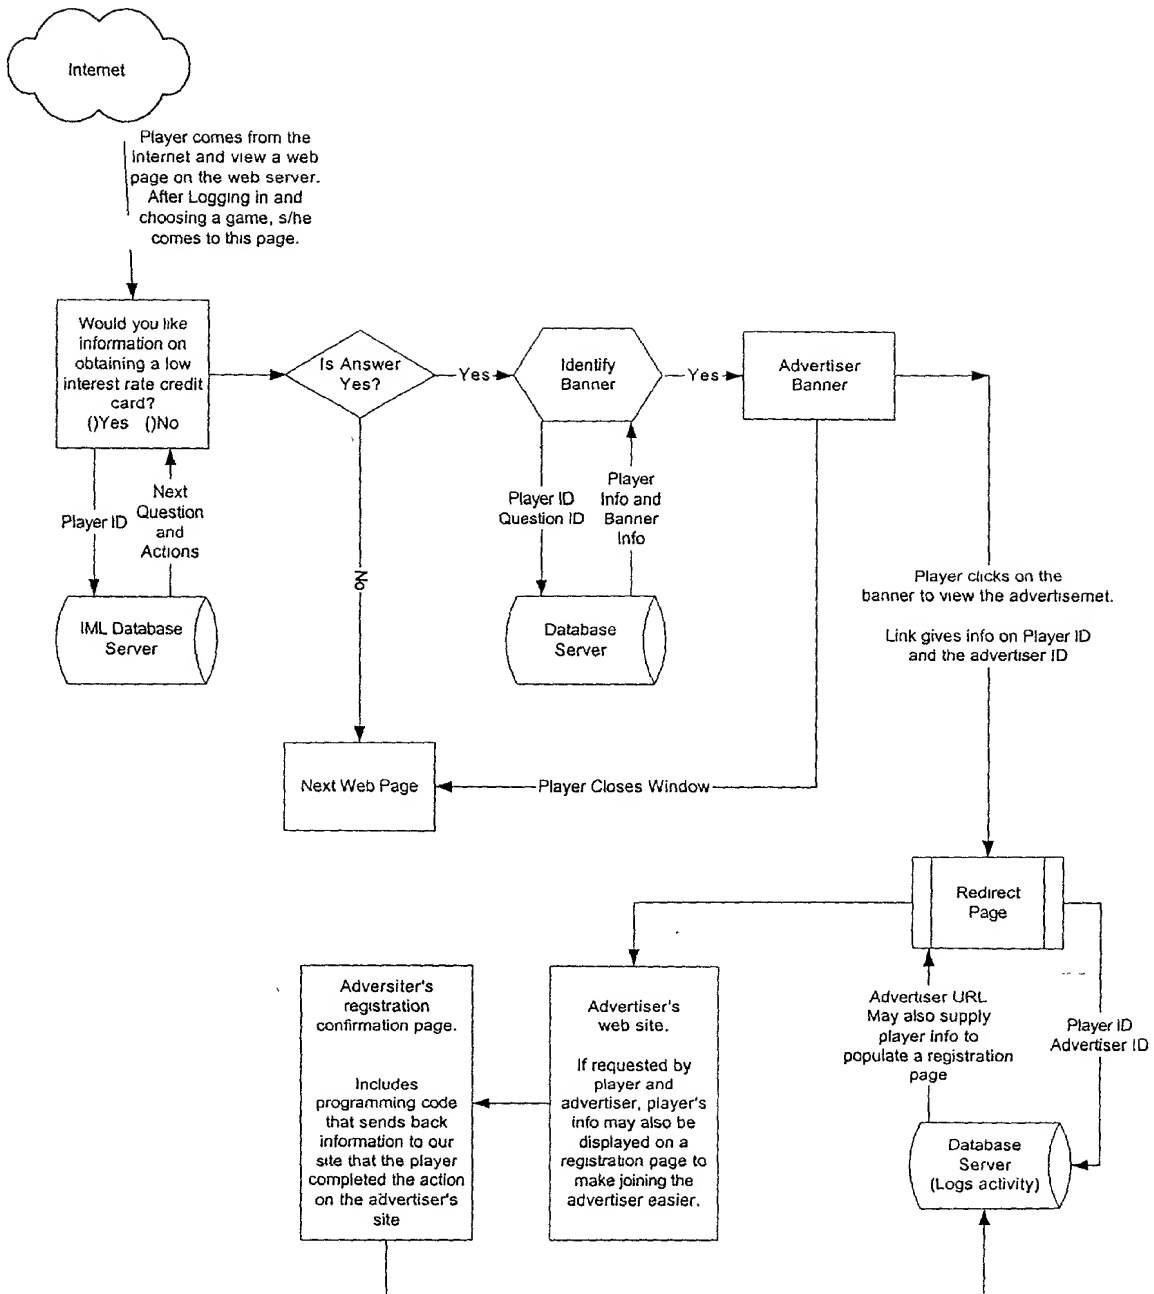 Internet
Player comes from the
Internet and view a web
page on the web server.
After Logging in and
choosing a game, s/he
comes to this page.
Would you like
information on
obtaining a low
interest rate credit
card?
()Yes ()No
Is Answer
Yes?
Yes
Identify
Banner
Yes
Advertiser
Banner
Player ID
Next
Question
and
Actions
Player ID
Question ID
Player
Info and
Banner
Info
No
IML Database
Server
Database
Server
Player clicks on the
banner to view the advertisemet.
Link gives info on Player ID
and the advertiser ID
Next Web Page
Player Closes Window
Redirect
Page
Adversiter's
registration
confirmation page.
Includes
programming code
that sends back
information to our
site that the player
completed the action
on the advertiser's
site
Advertiser's
web site.
If requested by
player and
advertiser, player's
info may also be
displayed on a
registration page to
make joining the
advertiser easier.
Advertiser URL
May also supply
player info to
populate a registration
page
Player ID
Advertiser ID
Database
Server
(Logs activity)